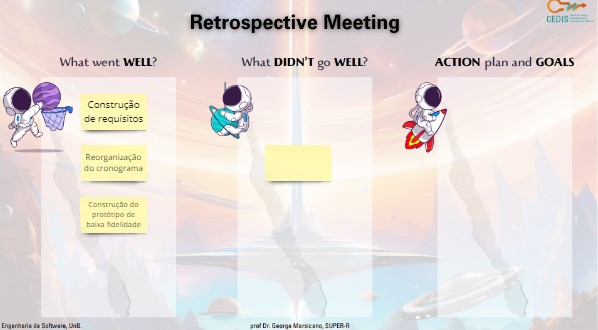 Retrospective Meeting
CEDIS
What went WELL?
What DIDN'T go WELL?
ACTION plan and GOALS
Construção
de requisitos
Reorganização
do cronograma
Construção do
protótipo de
baixa fidelidade
Engenharia de Software, UnB.
prof Dr. George Marsicano, SUPER-R